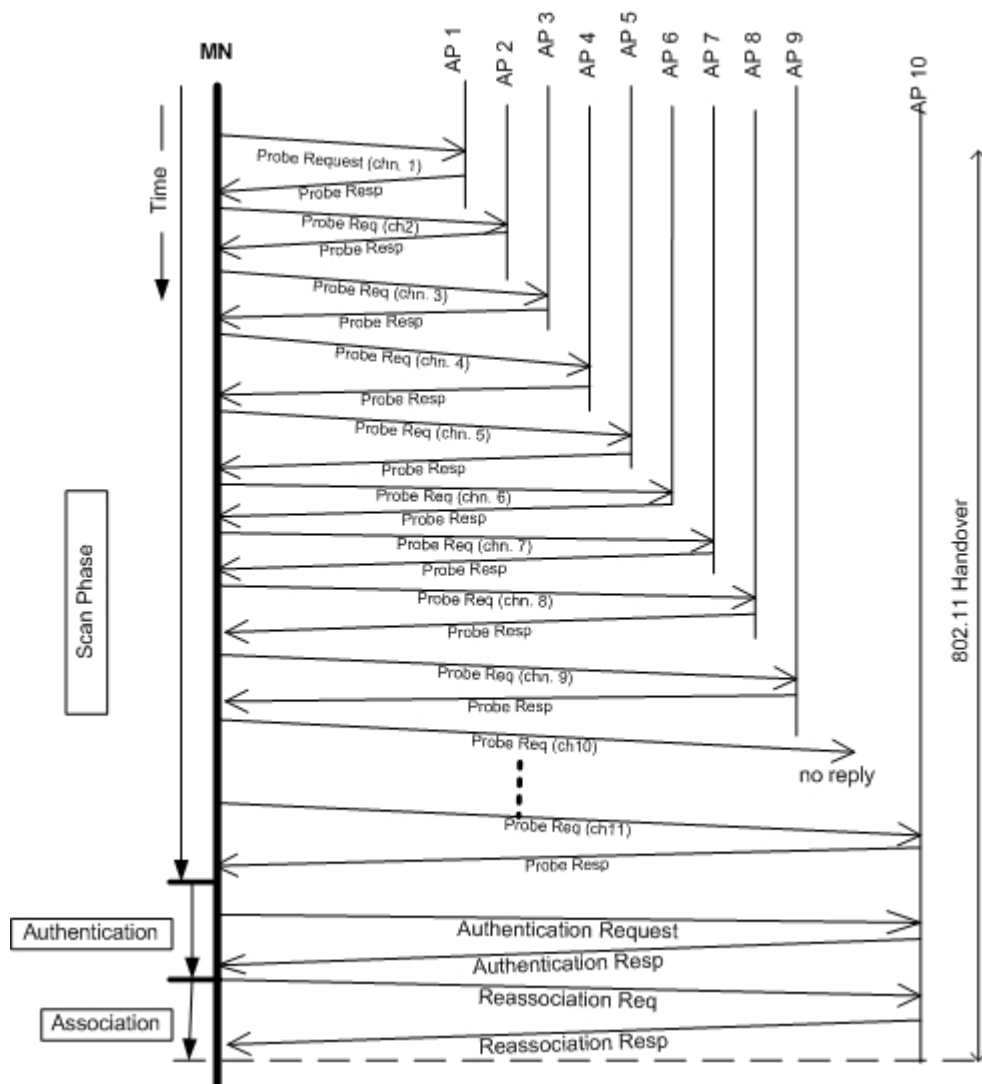 MN
AP 1
AP 2
AP 3
AP 4
AP 5
AP 6
AP 7
AP 8
AP 9
AP 10
Time
Probe Request (chn. 1)
Probe Resp
Probe Req (ch2)
Probe Resp
Probe Req (chn. 3)
Probe Resp
Probe Req (chn. 4)
Probe Resp
Probe Req (chn. 5)
Probe Resp
Probe Req (chn. 6)
Probe Resp
Probe Req (chn. 7)
Probe Resp
Probe Req (chn. 8)
Probe Resp
Probe Req (chn. 9)
Probe Resp
Probe Req (ch10)
no reply
Probe Req (ch11)
Probe Resp
Scan Phase
802.11 Handover
Authentication
Authentication Request
Authentication Resp
Association
Reassociation Req
Reassociation Resp